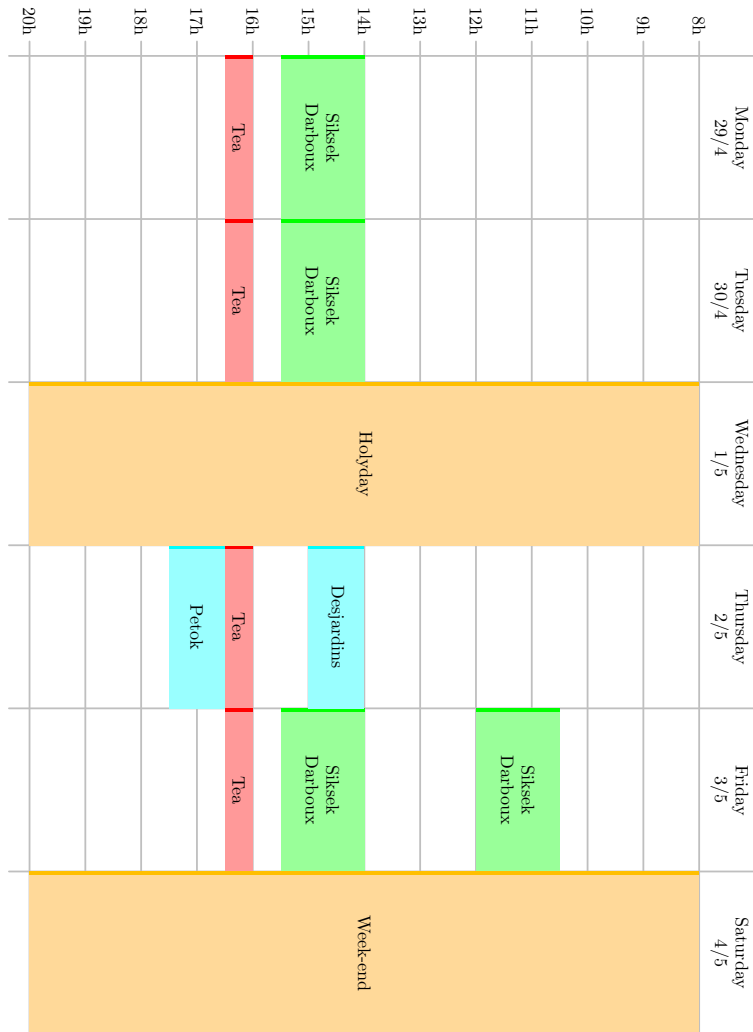 Monday
29/4
Tuesday
30/4
Wednesday
1/5
Thursday
2/5
Friday
3/5
Saturday
4/5
8h
9h
10h
11h
12h
13h
14h
15h
16h
17h
18h
19h
20h
Siksek
Darboux
Tea
Siksek
Darboux
Tea
Holyday
Desjardins
Tea
Petok
Siksek
Darboux
Siksek
Darboux
Tea
Week-end